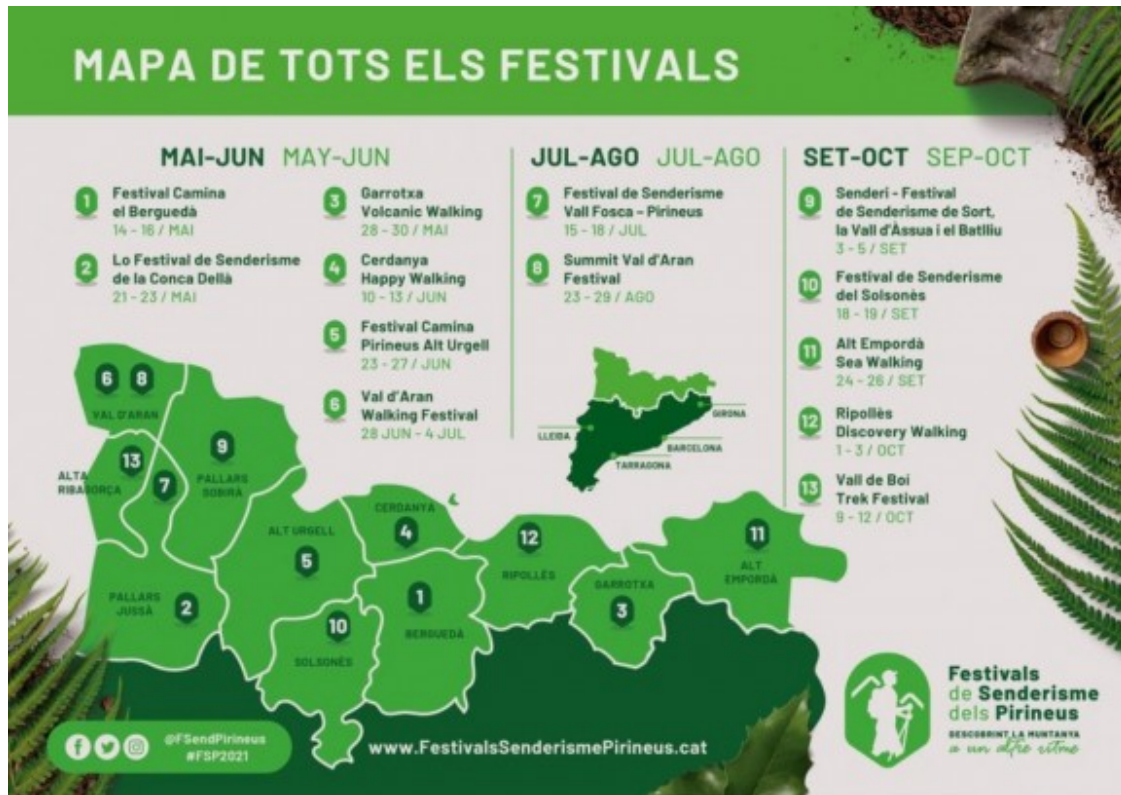 MAPA DE TOTS ELS FESTIVALS
MAI-JUN MAY-JUN
1
Festival Camina
el Berguedà
14 - 16 / MAI
2
Lo Festival de Senderisme
de la Conca Dellà
21 - 23 / MAI
3
Garrotxa
Volcanic Walking
28 - 30 / MAI
4
Cerdanya
Happy Walking
10 - 13 / JUN
5
Festival Camina
Pirineus Alt Urgell
23 - 27 / JUN
6
Val d'Aran
Walking Festival
28 JUN - 4 JUL
JUL-AGO JUL-AGO
7
Festival de Senderisme
Vall Fosca – Pirineus
15 - 18 / JUL
8
Summit Val d'Aran
Festival
23 - 29 / AGO
SET-OCT SEP-OCT
9
Senderi - Festival
de Senderisme de Sort,
la Vall d'Àssua i el Batlliu
3 - 5 / SET
10
Festival de Senderisme
del Solsonès
18 - 19 / SET
11
Alt Empordà
Sea Walking
24 - 26 / SET
12
Ripollès
Discovery Walking
1 - 3 / OCT
13
Vall de Boí
Trek Festival
9 - 12 / OCT
GIRONA
LLEIDA
BARCELONA
TARRAGONA
6 8
VAL D'ARAN
9
PALLARS
SOBIRÀ
13
ALTA
RIBAGORÇA
7
CERDANYA
4
ALT URGELL
5
12
RIPOLLÈS
11
ALT
EMPORDÀ
GARROTXA
3
PALLARS
JUSSÀ
2
1
BERGUEDÀ
10
SOLSONÈS
@FSendPirineus
#FSP2021
www.FestivalsSenderismePirineus.cat
Festivals
de Senderisme
dels Pirineus
DESCOBRINT LA MUNTANYA
a un altre ritme